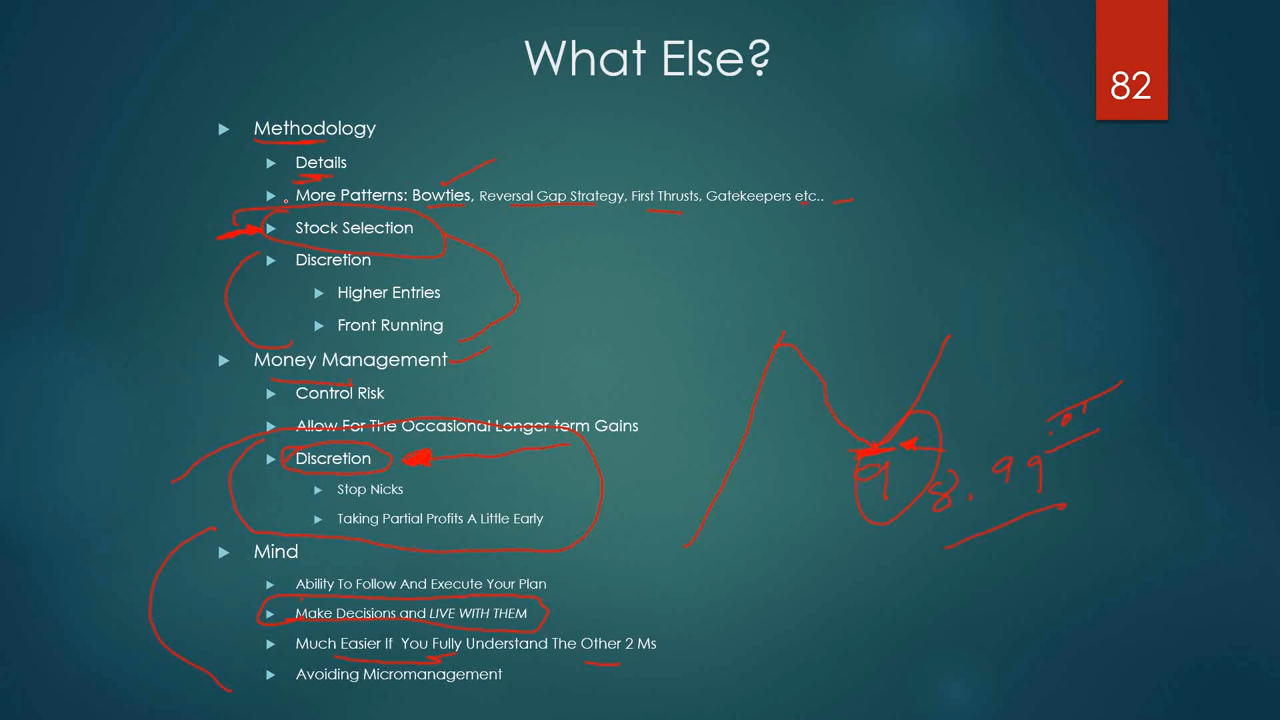 What Else?
82
Methodology
Details
More Patterns: Bowties, Reversal Gap Strategy, First Thrusts, Gatekeepers etc..
Stock Selection
Discretion
Higher Entries
Front Running
Money Management
Control Risk
Allow For The Occasional Longer term Gains
Discretion
Stop Nicks
Taking Partial Profits A Little Early
Mind
Ability To Follow And Execute Your Plan
Make Decisions and LIVE WITH THEM
Much Easier If You Fully Understand The Other 2 Ms
Avoiding Micromanagement
8.99